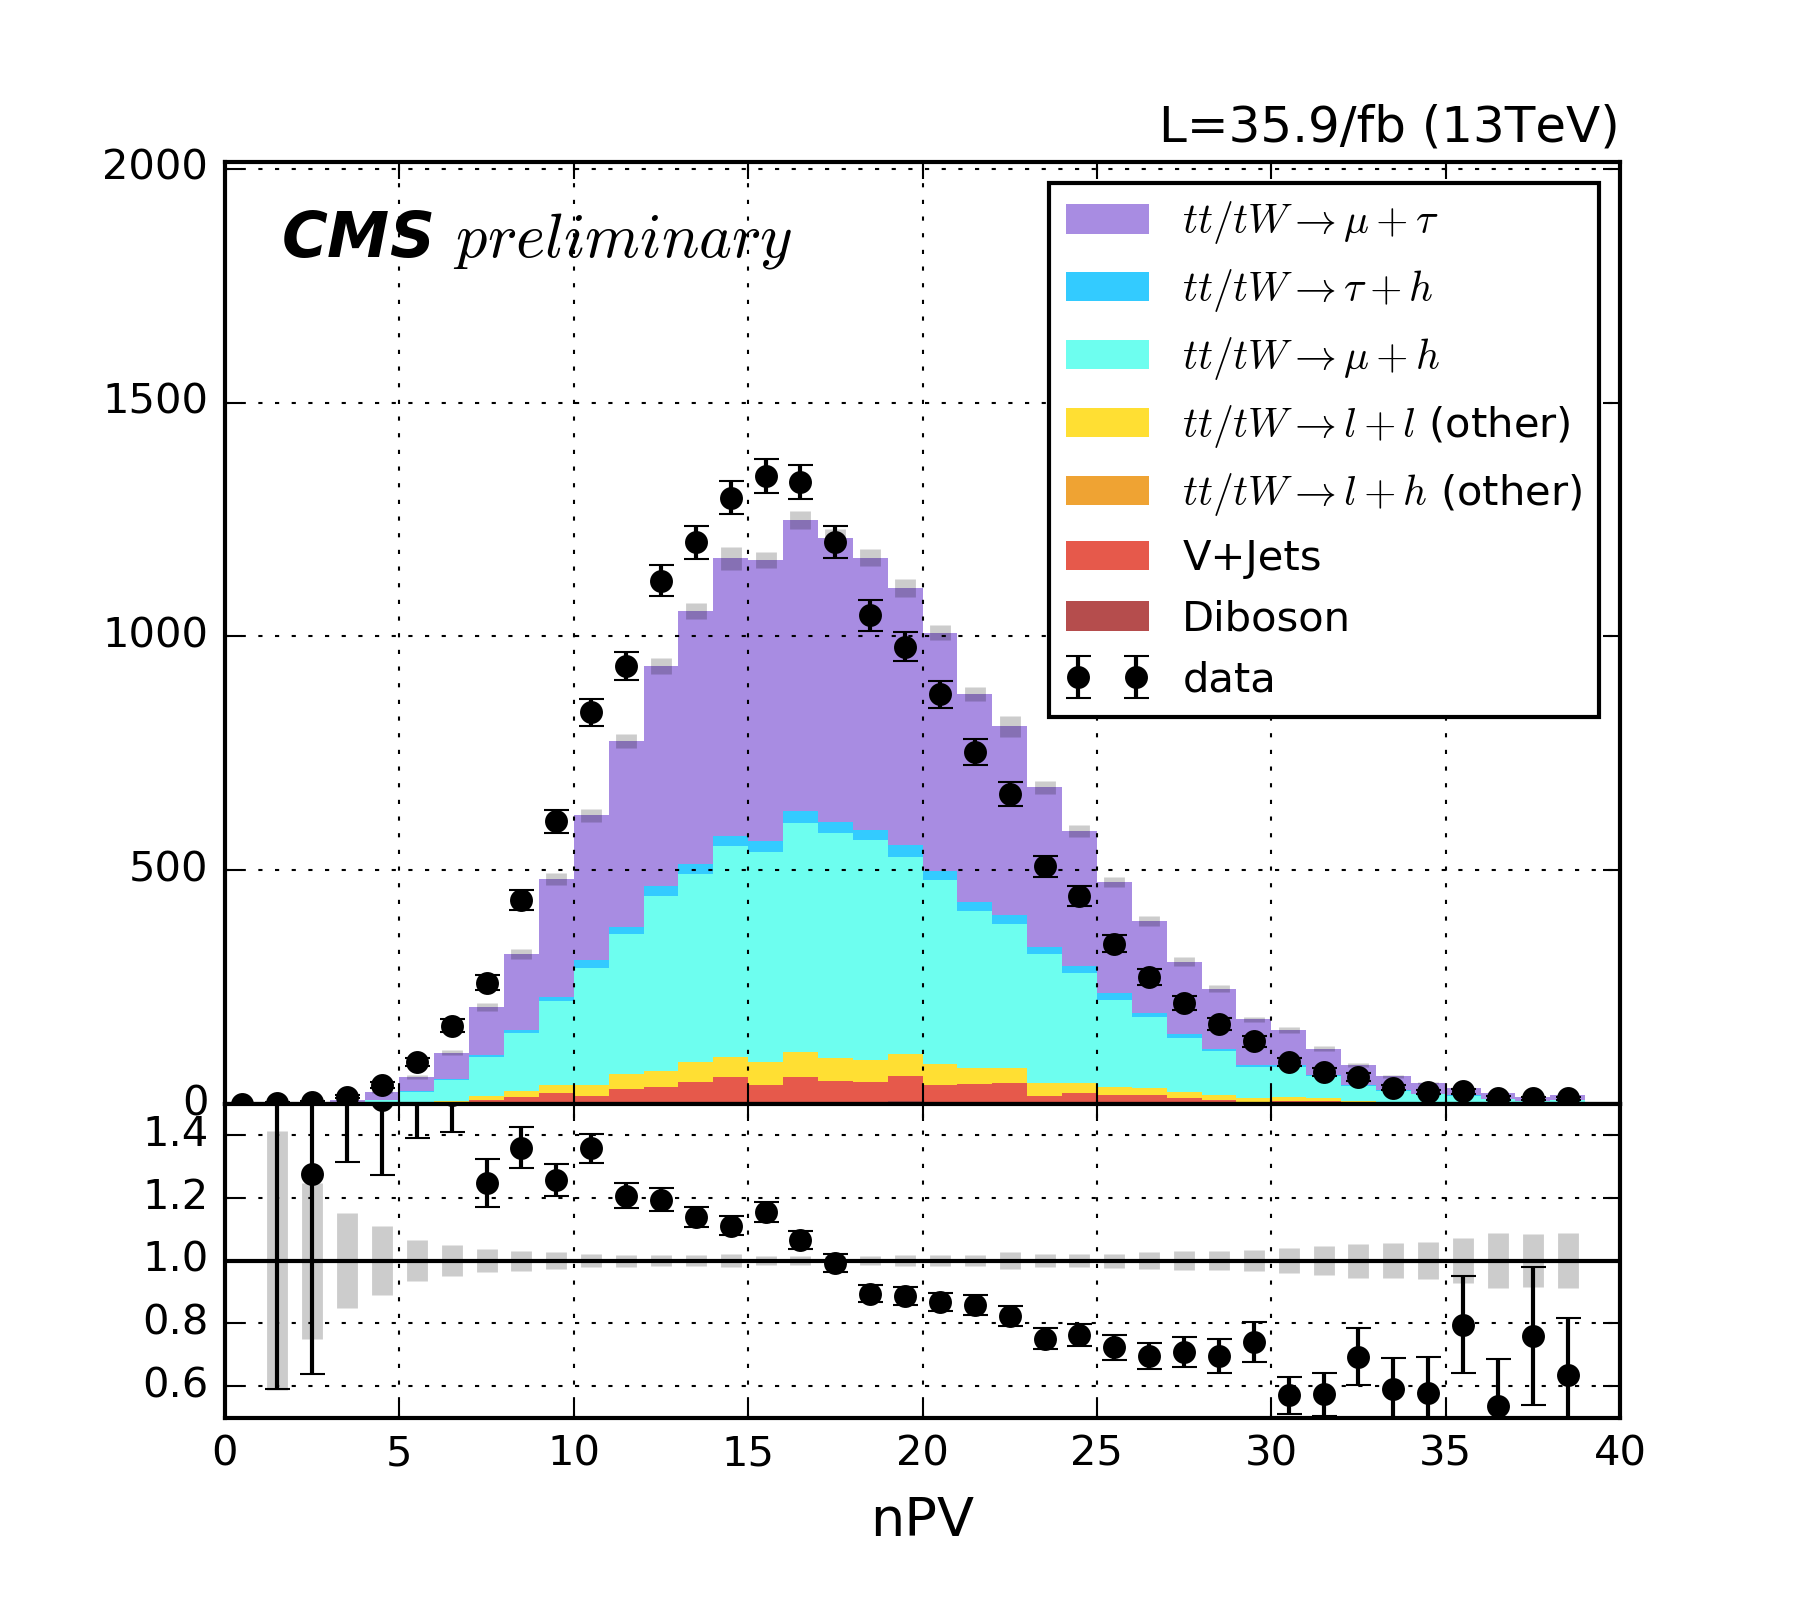 L=35.9/fb (13TeV)
CMS preliminary
2000
1500
1000
500
0
tt/tW→μ+τ
tt/tW→τ+h
tt/tW→μ+h
tt/tW→l+l (other)
tt/tW→l+h (other)
V+Jets
Diboson
data
1.4
1.2
1.0
0.8
0.6
0 5 10 15 20 25 30 35 40
nPV